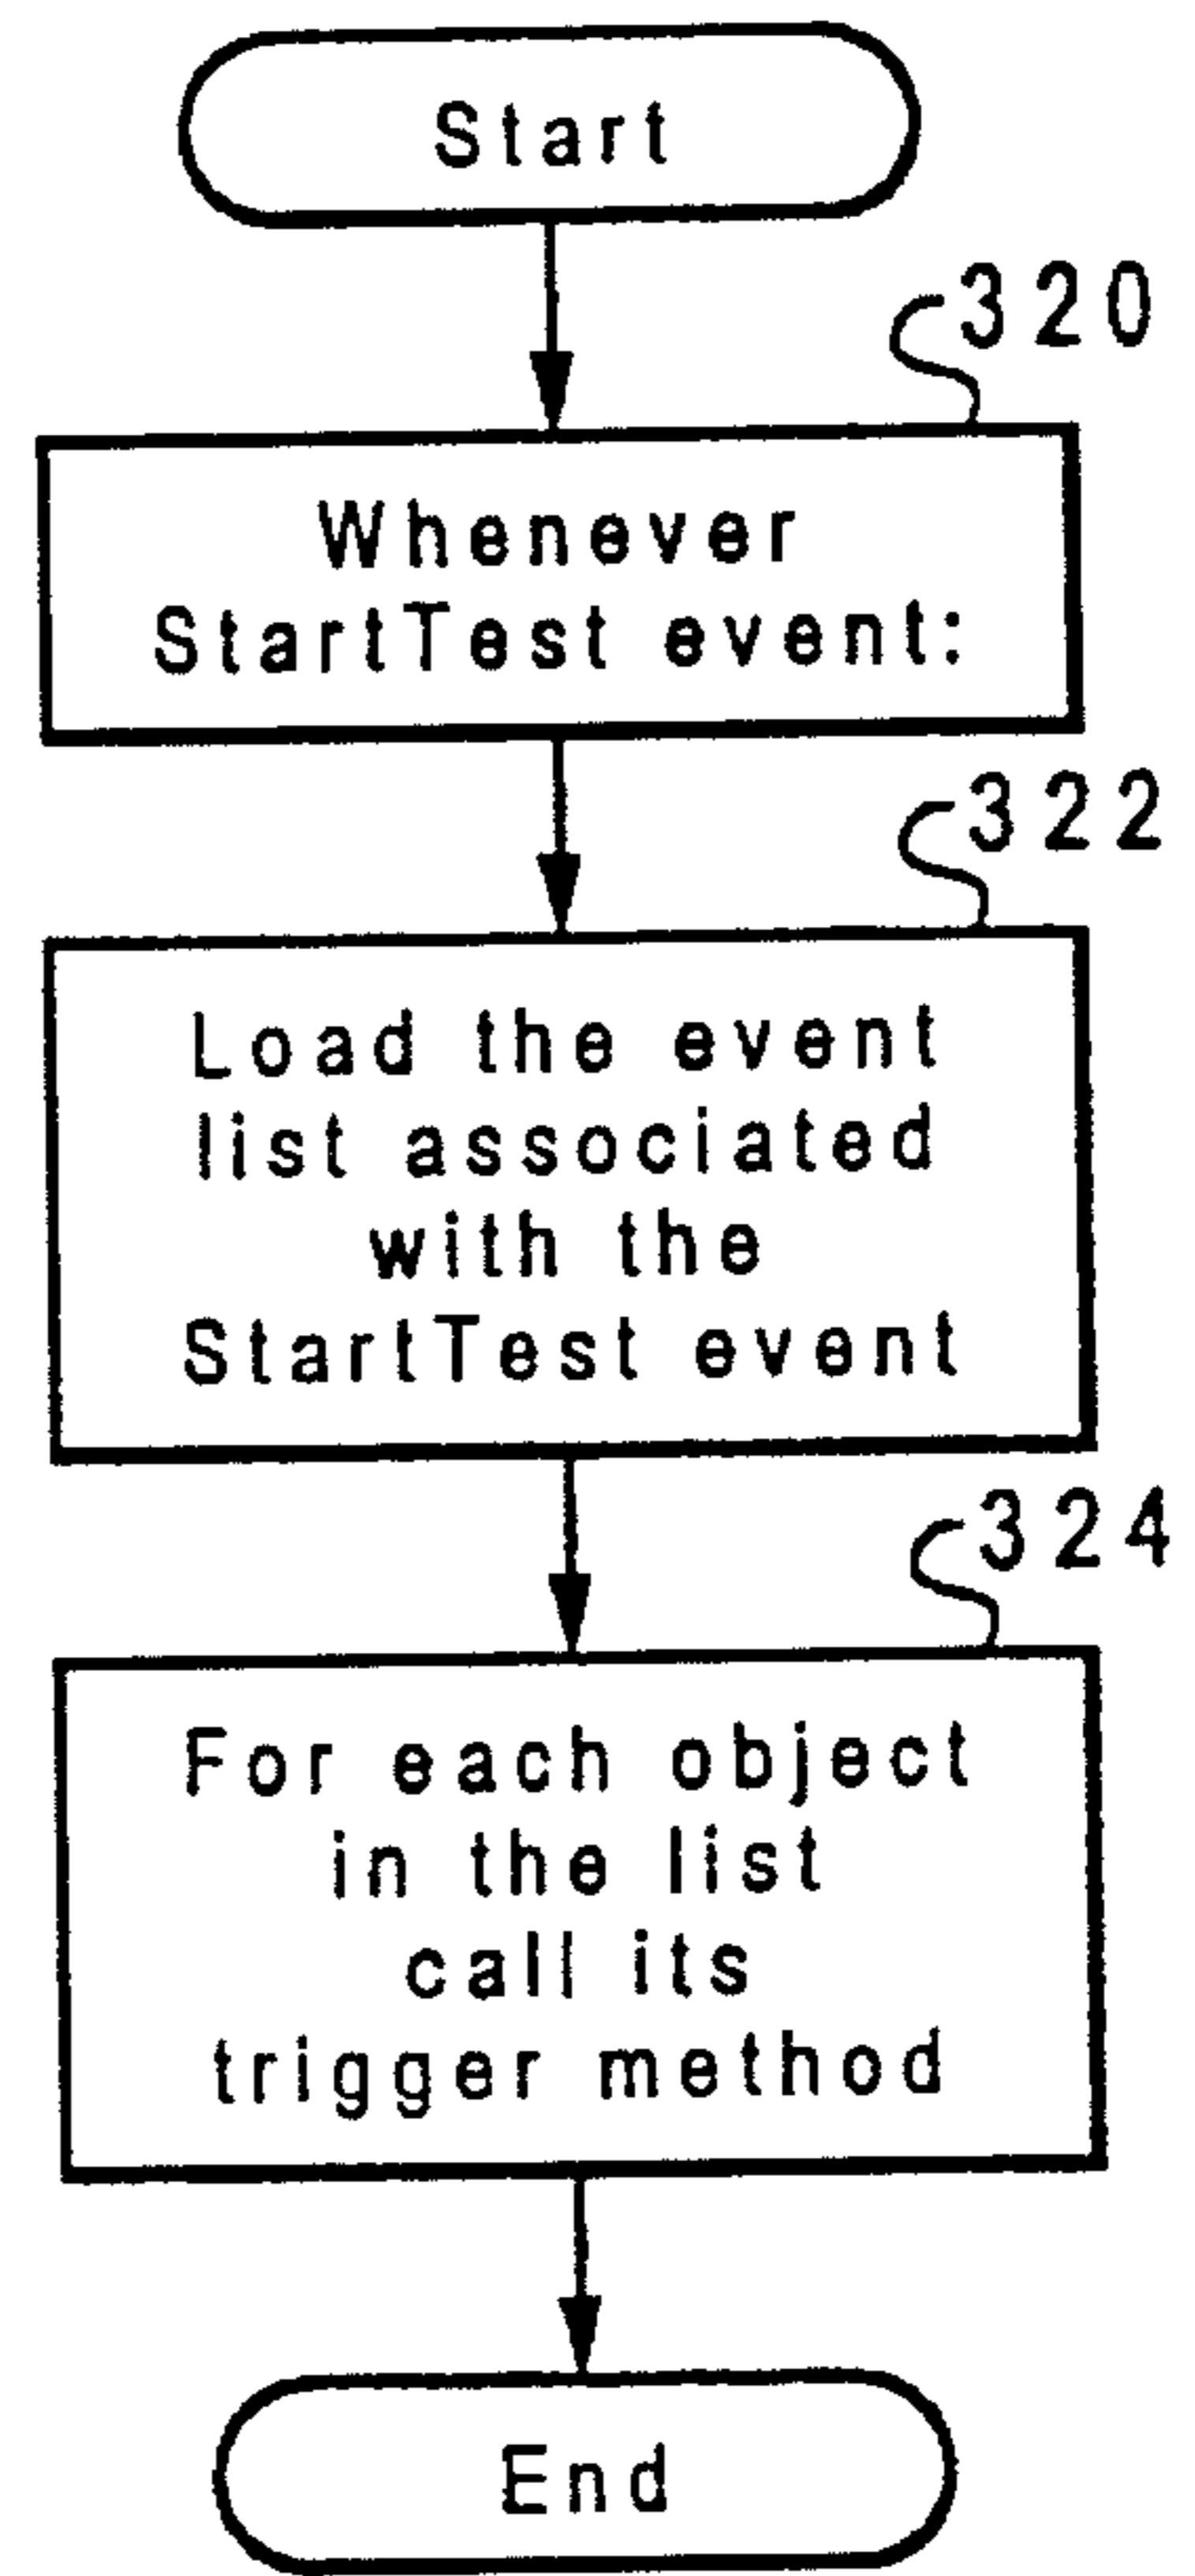 Start
320
Whenever
StartTest event:
322
Load the event
list associated
with the
StartTest event
324
For each object
in the list
call its
trigger method
End